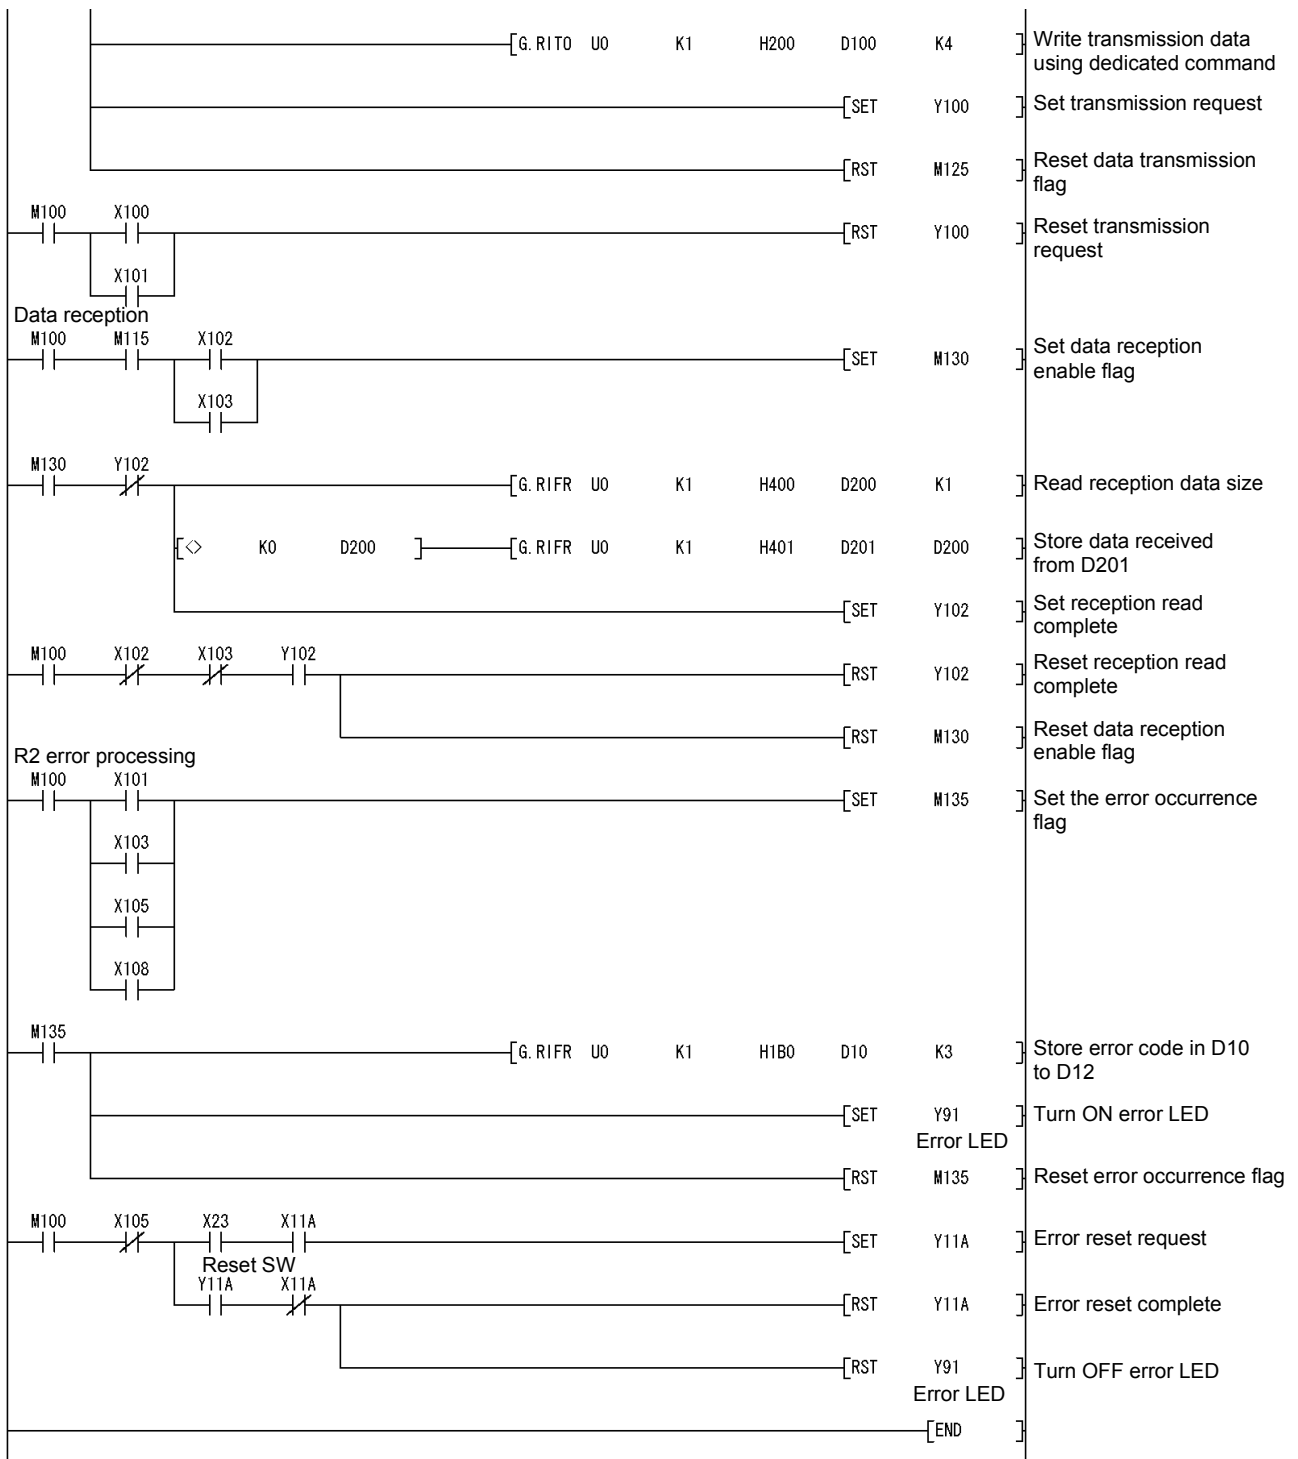 [G.RITO U0 K1 H200 D100 K4 ] Write transmission data
using dedicated command
[SET Y100 ] Set transmission request
[RST M125 ] Reset data transmission
flag
M100 X100
[RST Y100 ] Reset transmission
request
X101
Data reception
M100 M115 X102
[SET M130 ] Set data reception
enable flag
X103
M130 Y102
[G.RIFR U0 K1 H400 D200 K1 ] Read reception data size
[<> K0 D200 ] [G.RIFR U0 K1 H401 D201 D200 ] Store data received
from D201
[SET Y102 ] Set reception read
complete
M100 X102 X103 Y102
[RST Y102 ] Reset reception read
complete
[RST M130 ] Reset data reception
enable flag
R2 error processing
M100 X101
[SET M135 ] Set the error occurrence
flag
X103
X105
X108
M135
[G.RIFR U0 K1 H1B0 D10 K3 ] Store error code in D10
to D12
[SET Y91 ] Turn ON error LED
Error LED
[RST M135 ] Reset error occurrence flag
M100 X105 X23 X11A
[SET Y11A ] Error reset request
Reset SW
Y11A X11A
[RST Y11A ] Error reset complete
[RST Y91 ] Turn OFF error LED
Error LED
[END ]